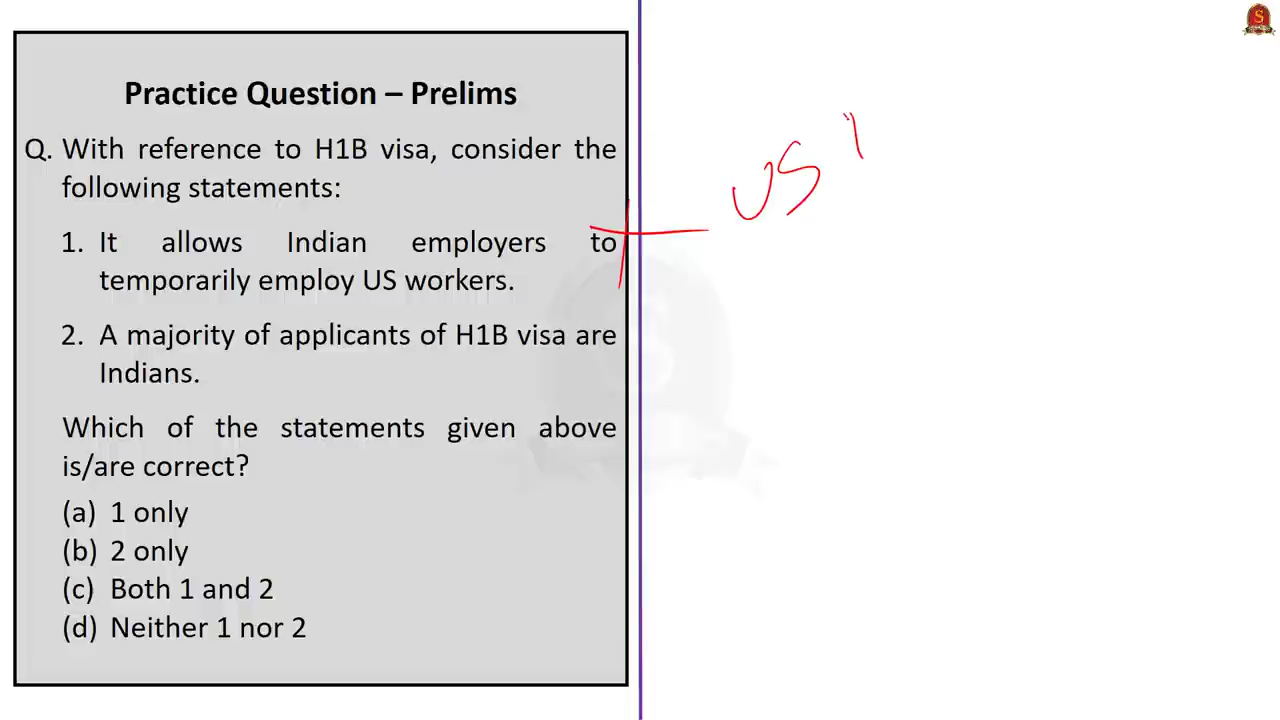 Practice Question – Prelims
Q. With reference to H1B visa, consider the
following statements:
1. It allows Indian employers to
temporarily employ US workers.
2. A majority of applicants of H1B visa are
Indians.
Which of the statements given above
is/are correct?
(a) 1 only
(b) 2 only
(c) Both 1 and 2
(d) Neither 1 nor 2
US
S